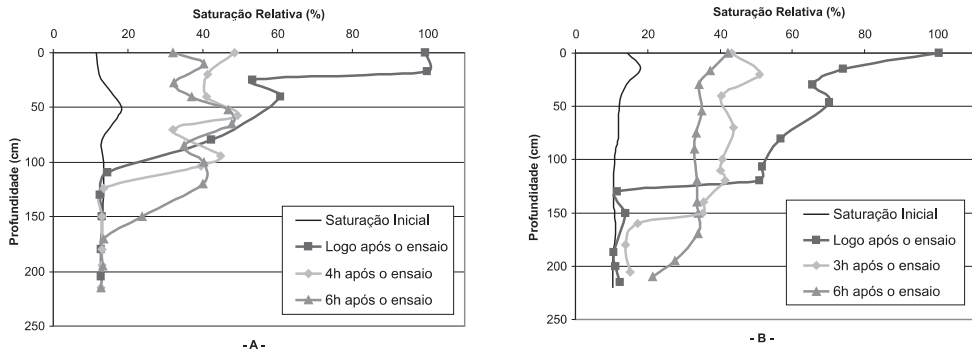 Saturação Relativa (%)
0 20 40 60 80 100
0
50
100
150
200
250
Profundidade (cm)
Saturação Inicial
Logo após o ensaio
4h após o ensaio
6h após o ensaio
- A -
Saturação Relativa (%)
0 20 40 60 80 100
0
50
100
150
200
250
300
Profundidade (cm)
Saturação Inicial
Logo após o ensaio
3h após o ensaio
6h após o ensaio
- B -